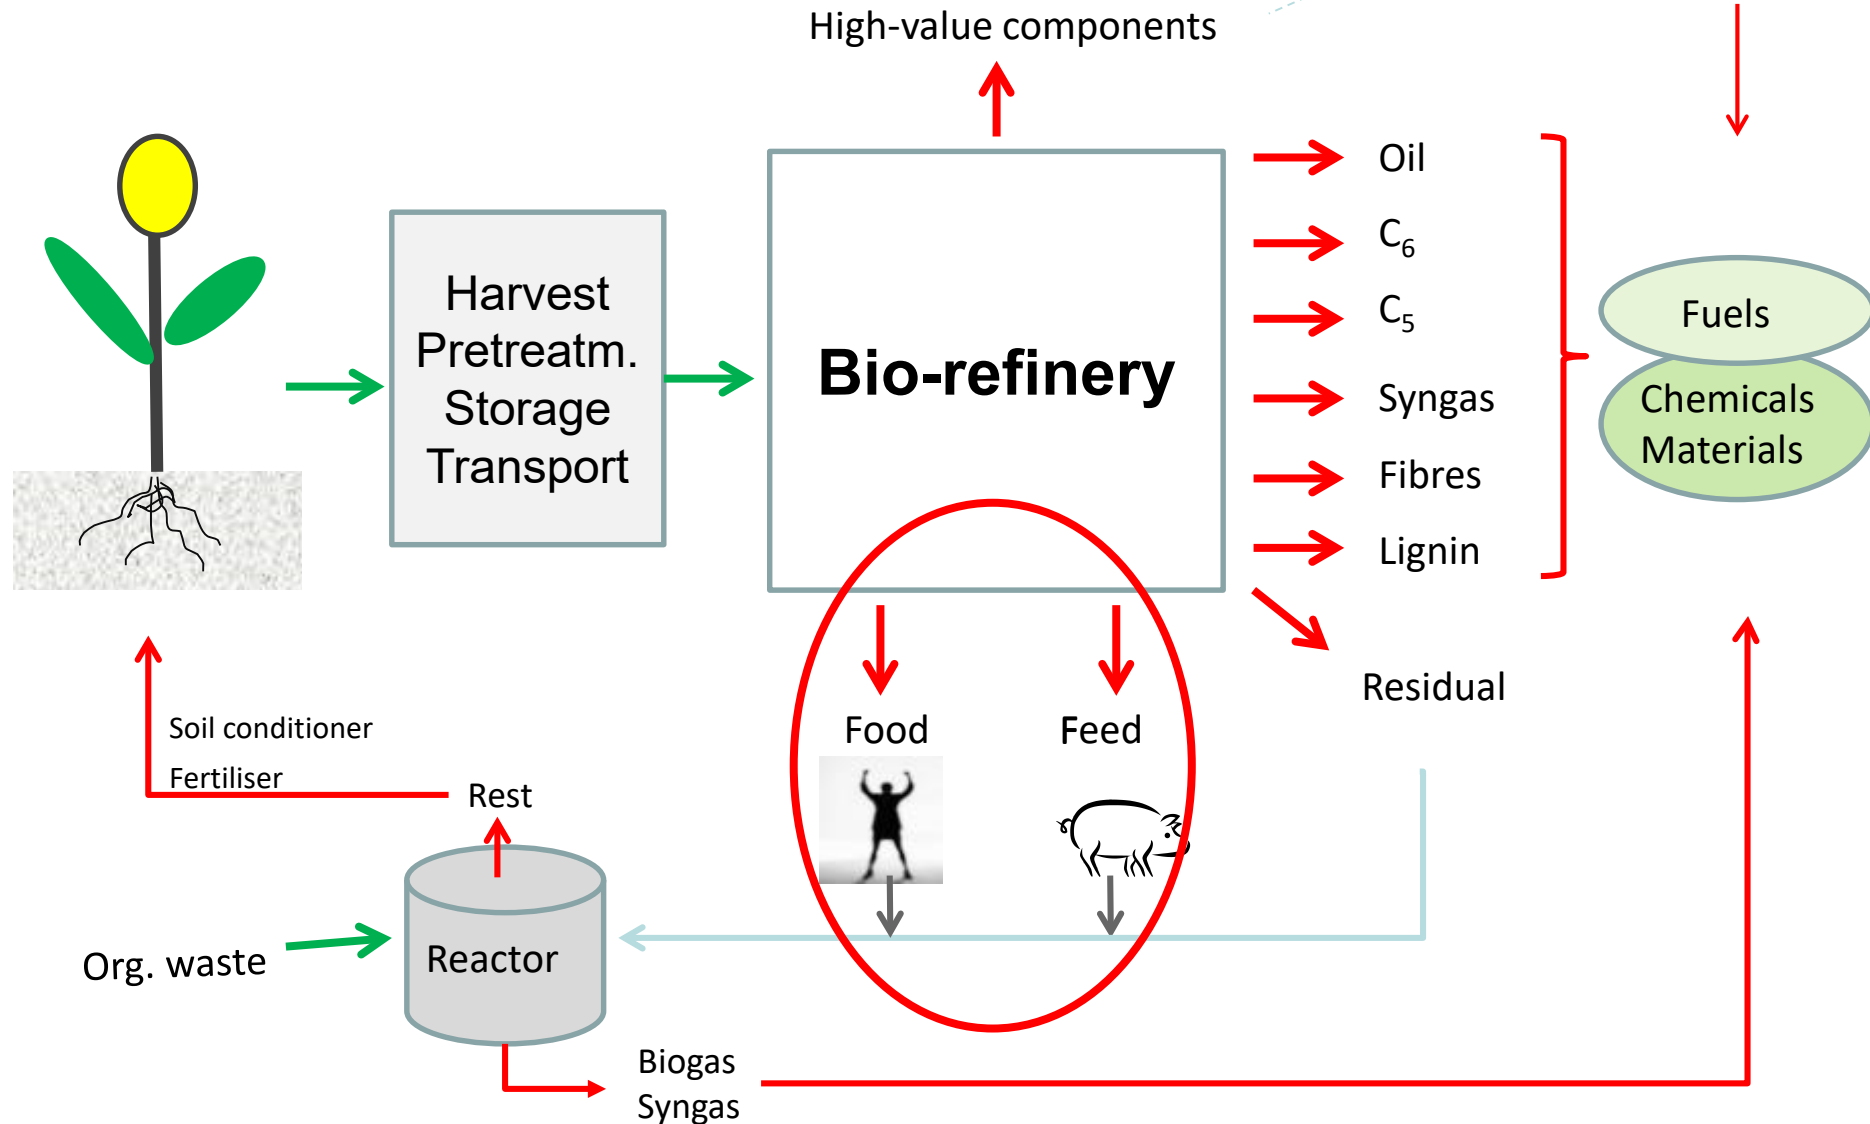 High-value components
Oil
C₆
C₅
Syngas
Fibres
Lignin
Harvest
Pretreatm.
Storage
Transport
Bio-refinery
Fuels
Chemicals
Materials
Food
Feed
Residual
Soil conditioner
Fertiliser
Rest
Org. waste
Reactor
Biogas
Syngas